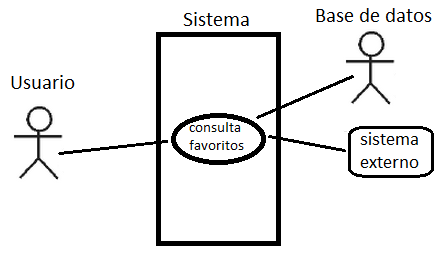 Sistema
Base de datos
Usuario
consulta
favoritos
sistema
externo